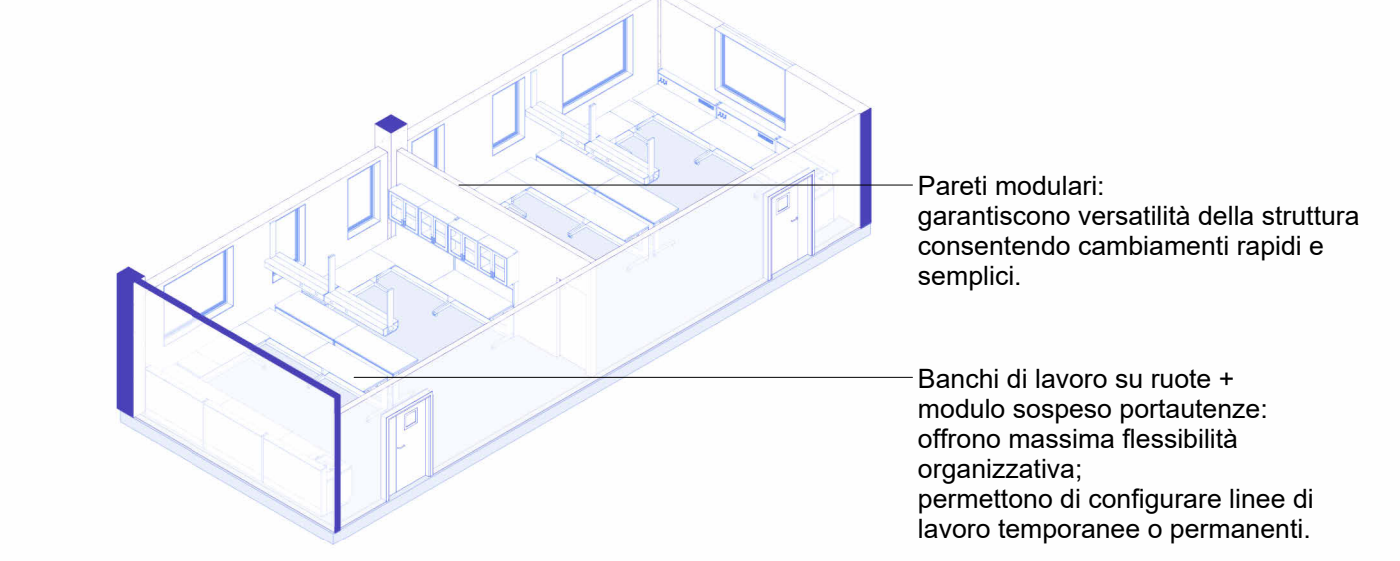 Pareti modulari:
garantiscono versatilità della struttura
consentendo cambiamenti rapidi e
semplici.
Banchi di lavoro su ruote +
modulo sospeso portautenze:
offrono massima flessibilità
organizzativa;
permettono di configurare linee di
lavoro temporanee o permanenti.